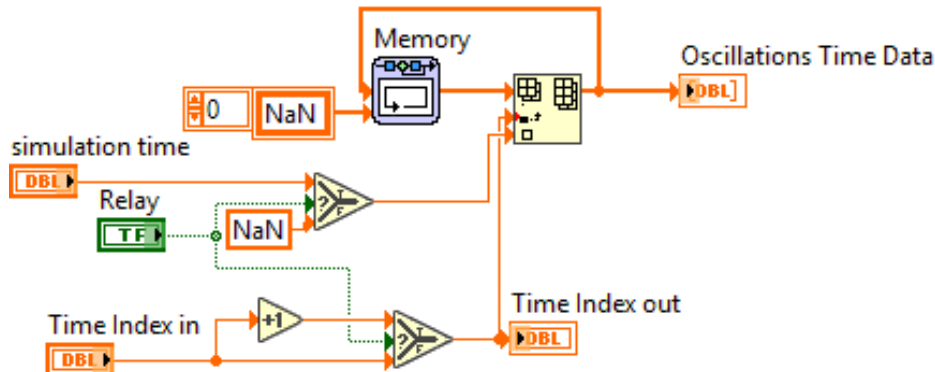 Memory
Oscillations Time Data
DBL]
0
NaN
simulation time
DBL
Relay
TF
NaN
?
T
F
Time Index in
DBL
+1
?
T
F
Time Index out
DBL